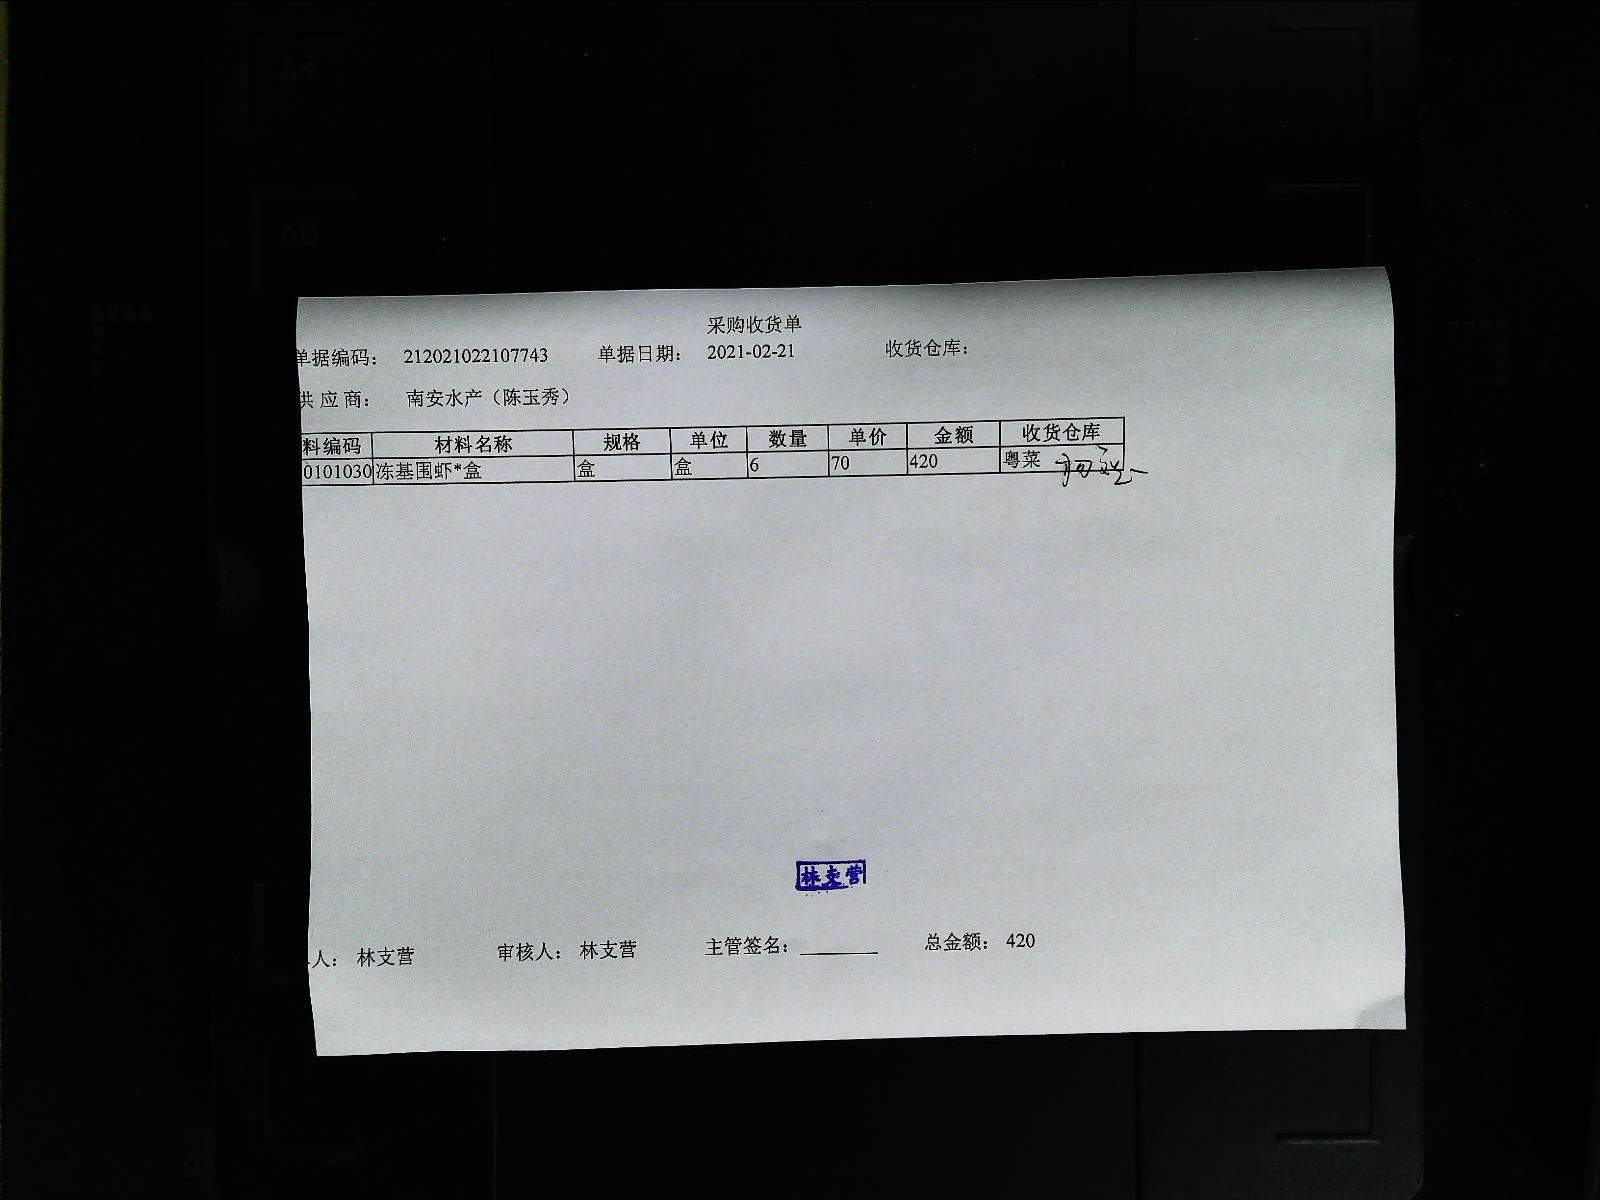 采购收货单
单据编码： 212021022107743 单据日期： 2021-02-21 收货仓库：
供应商： 南安水产（陈玉秀）
料编码 材料名称 规格 单位 数量 单价 金额 收货仓库
0101030 冻基围虾*盒 盒 盒 6 70 420 粤菜
林支营
人： 林支营 审核人： 林支营 主管签名： 总金额： 420